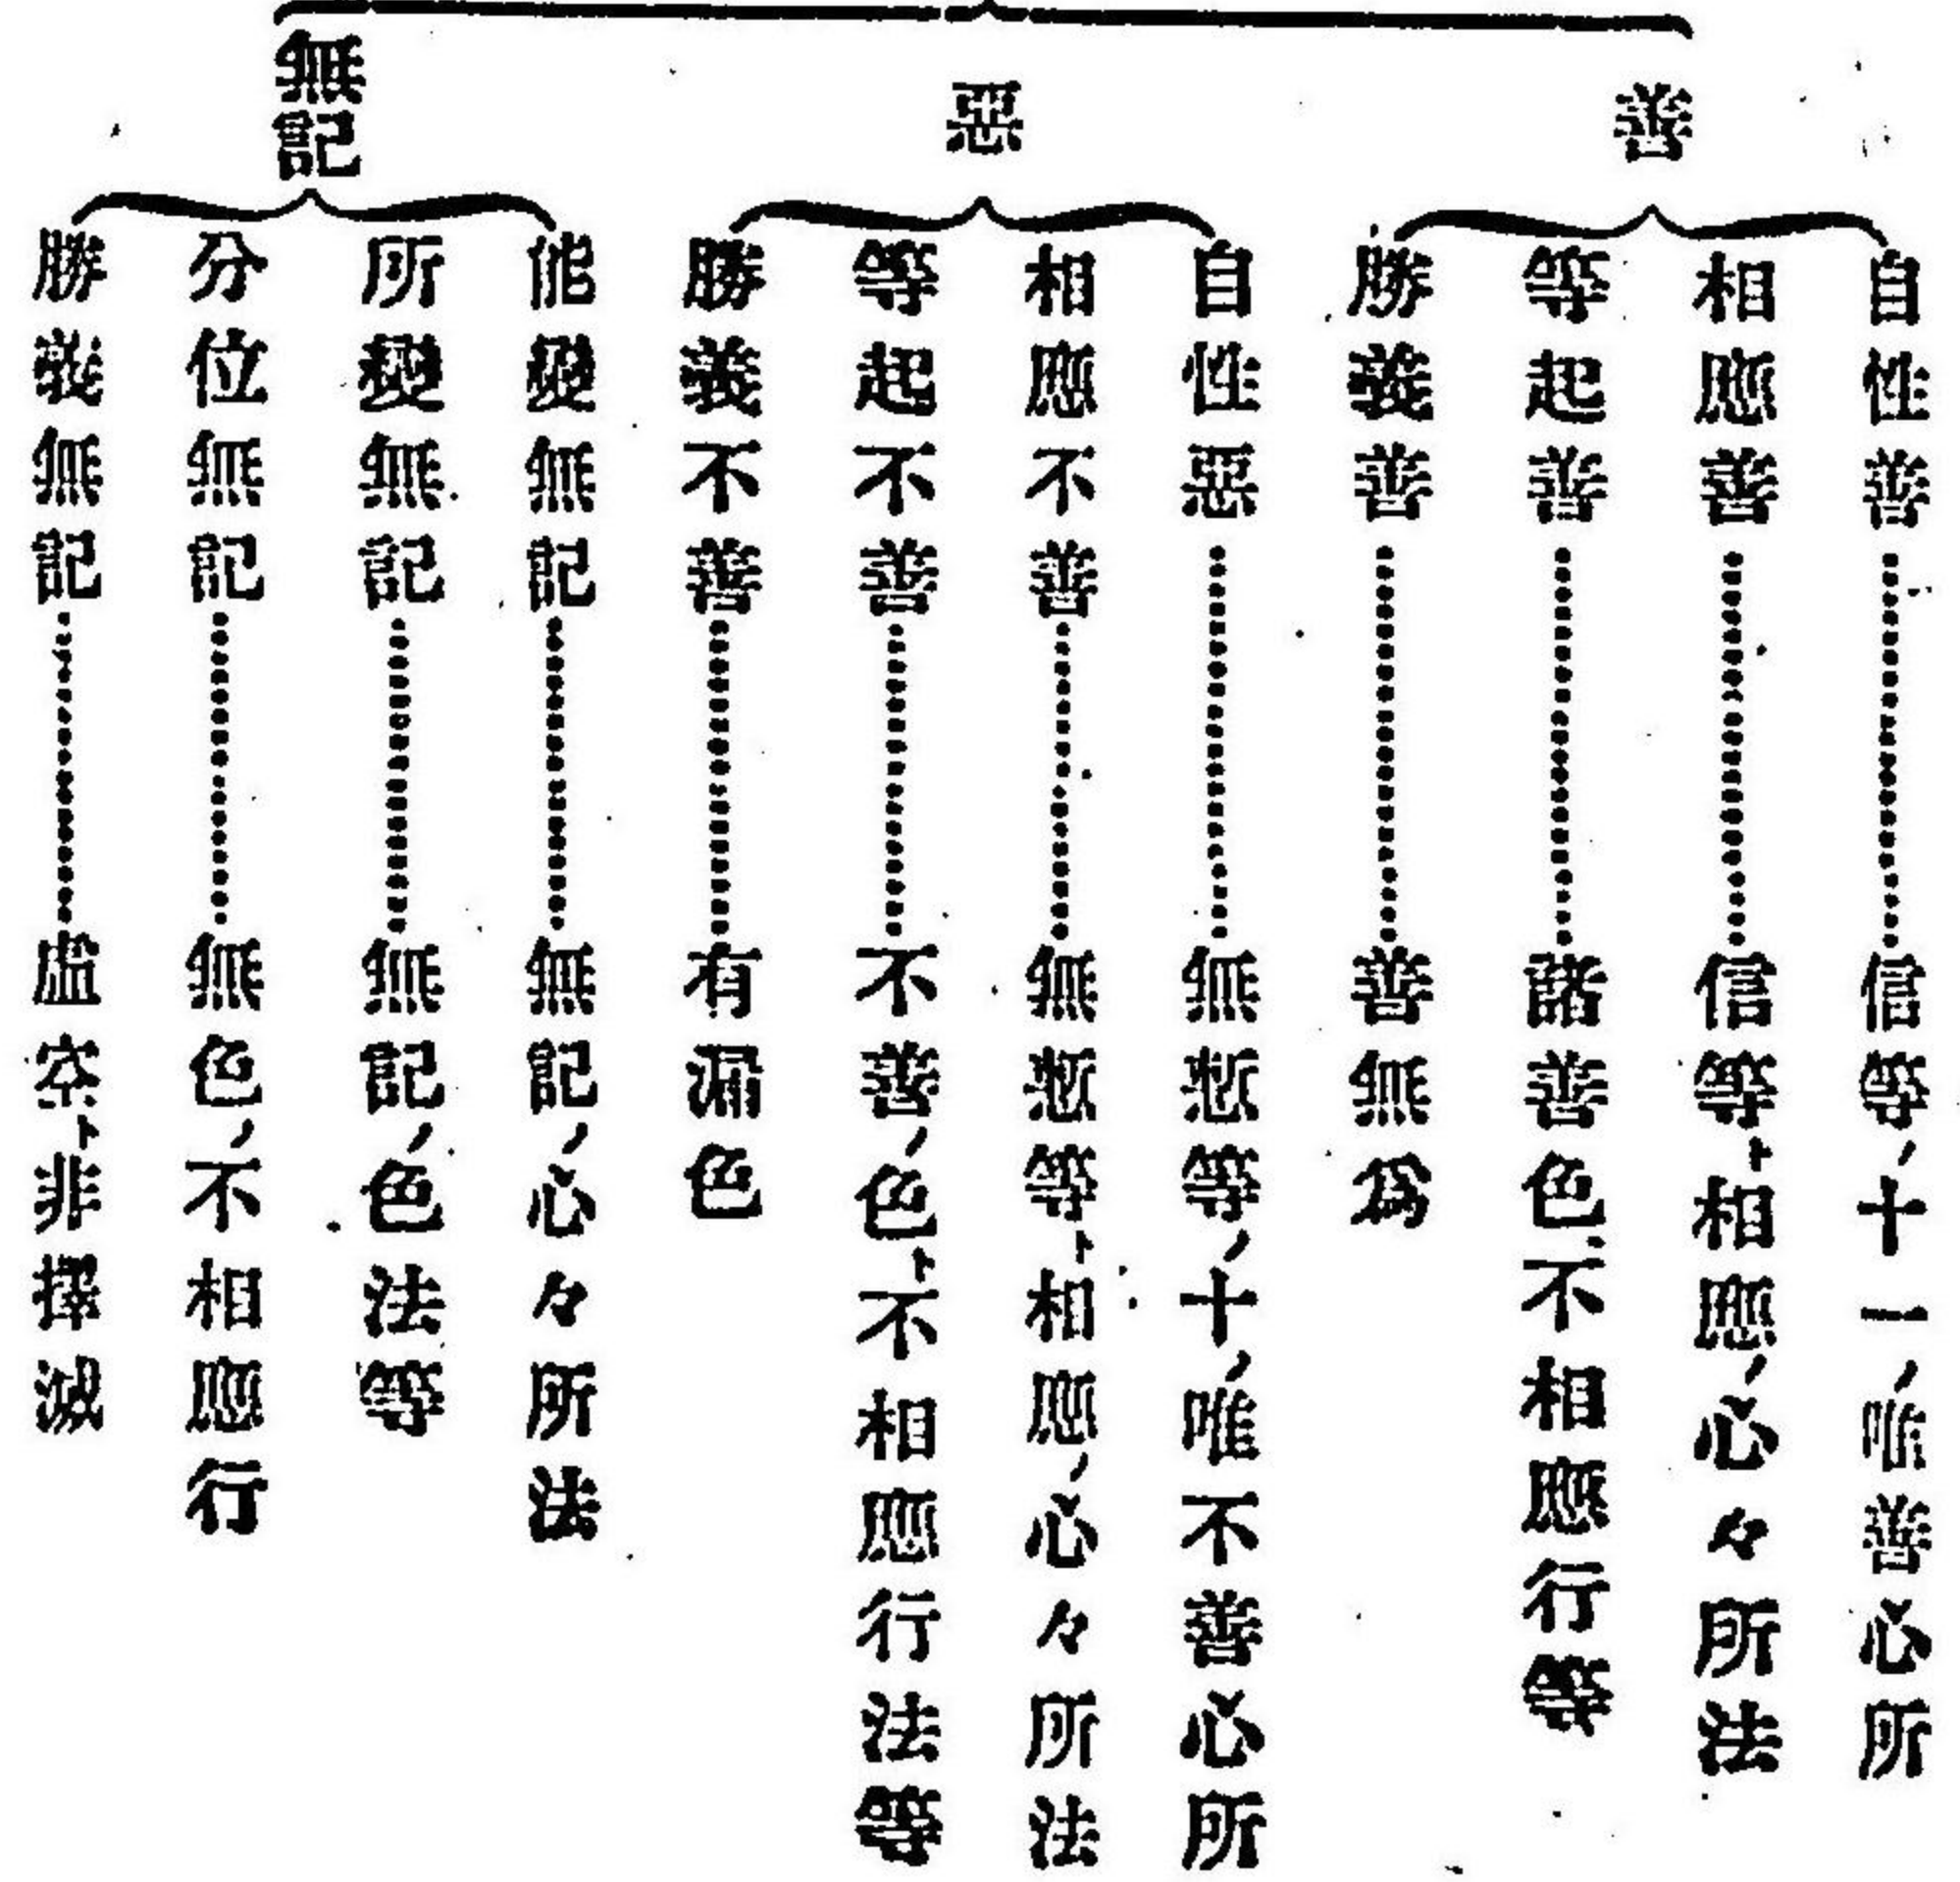 善
自性善……信等ノ十一ノ唯善心所
相應善……信等ト相應ノ心々所法
等起善……諸善色、不相應行等
勝義善……善無爲
惡
自性惡……無慙等ノ十ノ唯不善心所
相應不善……無慙等ト相應ノ心々所法
等起不善……不善ノ色ト不相應行法等
勝義不善……有漏色
無記
能變無記……無記ノ心々所法
所變無記……無記ノ色法等
分位無記……無色ノ不相應行
勝義無記……虛空ト非擇滅